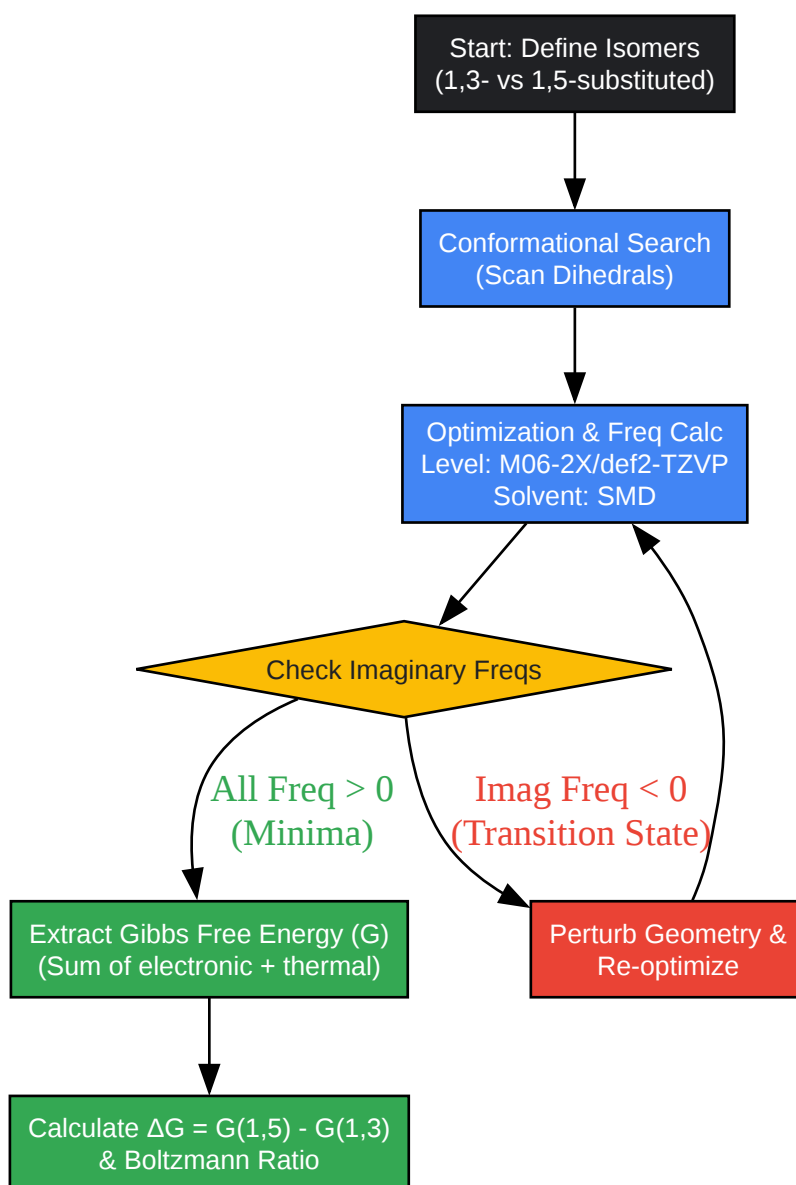 Start: Define Isomers
(1,3- vs 1,5-substituted)
Conformational Search
(Scan Dihedrals)
Optimization & Freq Calc
Level: M06-2X/def2-TZVP
Solvent: SMD
Check Imaginary Freqs
All Freq > 0
(Minima)
Imag Freq < 0
(Transition State)
Extract Gibbs Free Energy (G)
(Sum of electronic + thermal)
Perturb Geometry &
Re-optimize
Calculate ΔG = G(1,5) - G(1,3)
& Boltzmann Ratio